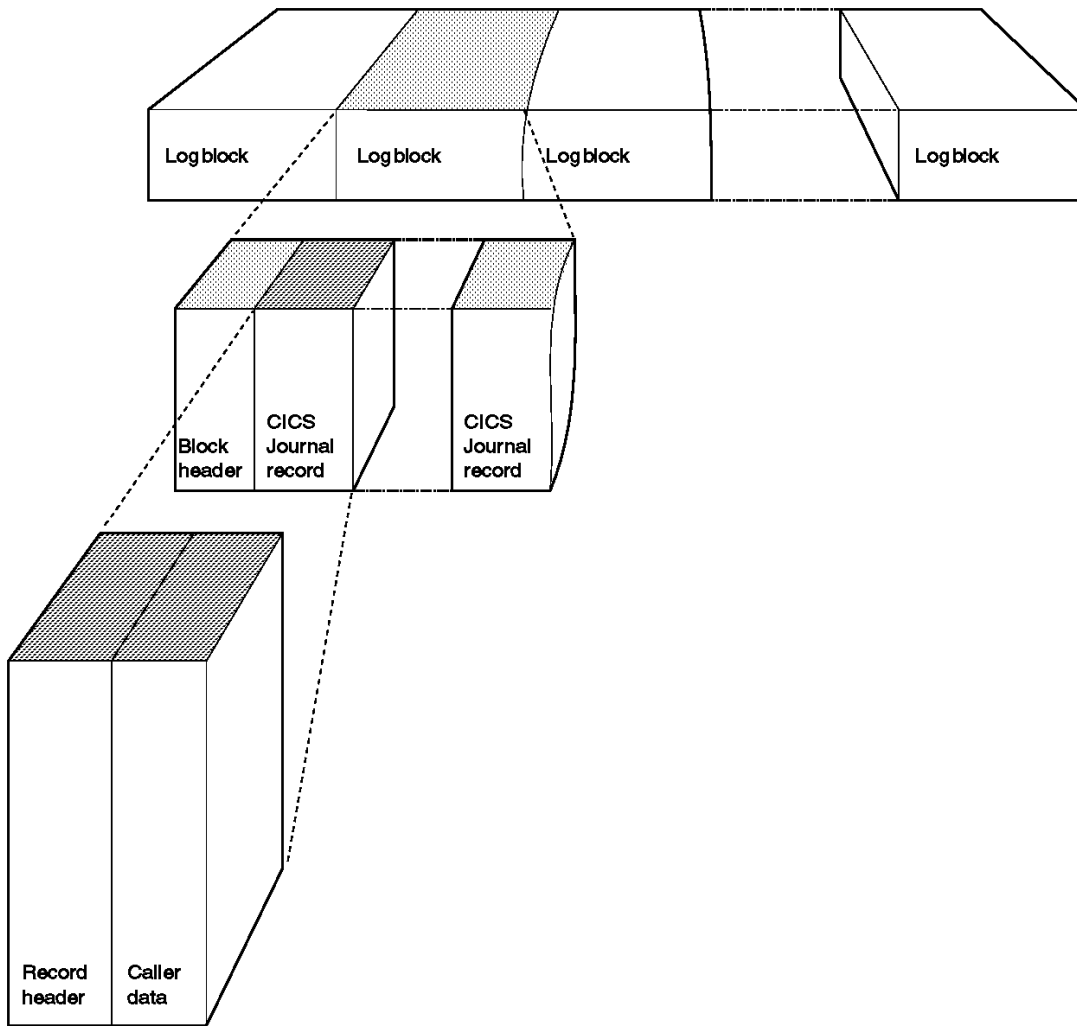 Log block
Log block
Log block
Log block
Block
header
CICS
Journal
record
CICS
Journal
record
Record
header
Caller
data